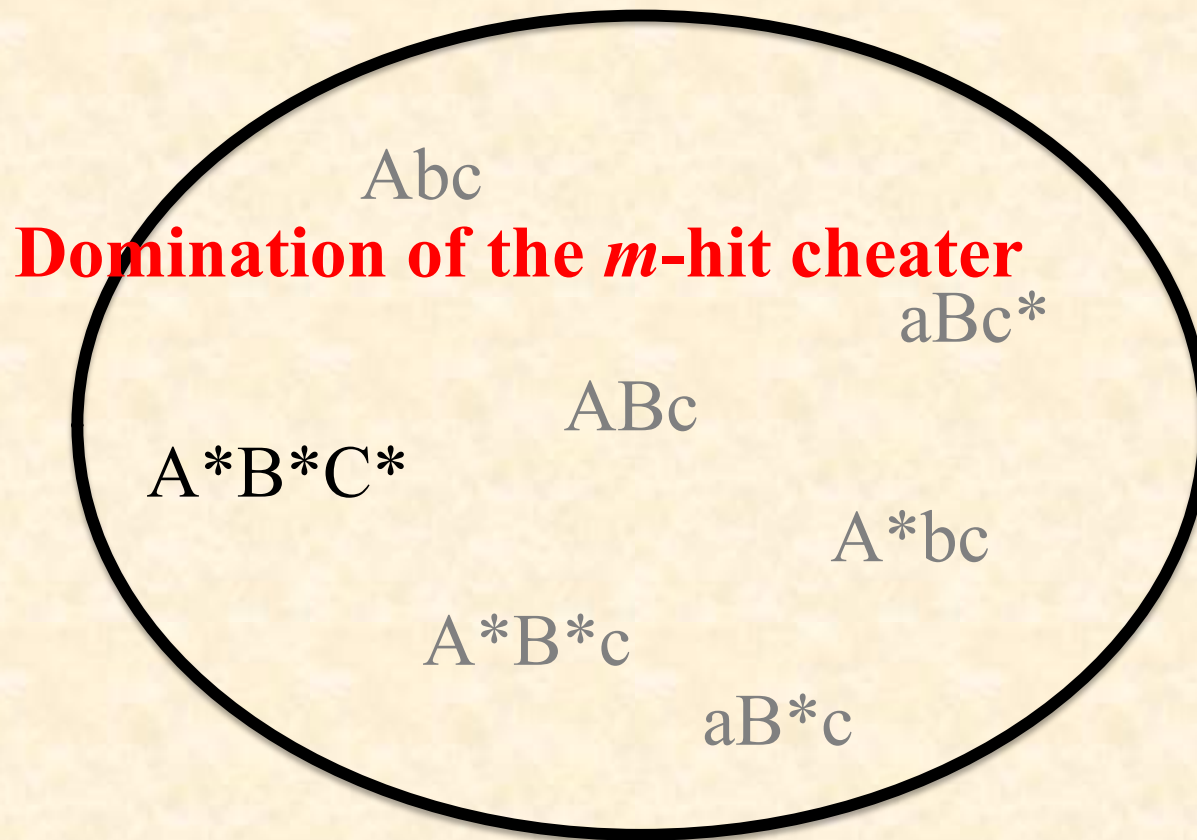 Abc
Domination of the m-hit cheater
aBc*
ABc
A*B*C*
A*bc
A*B*c
aB*c